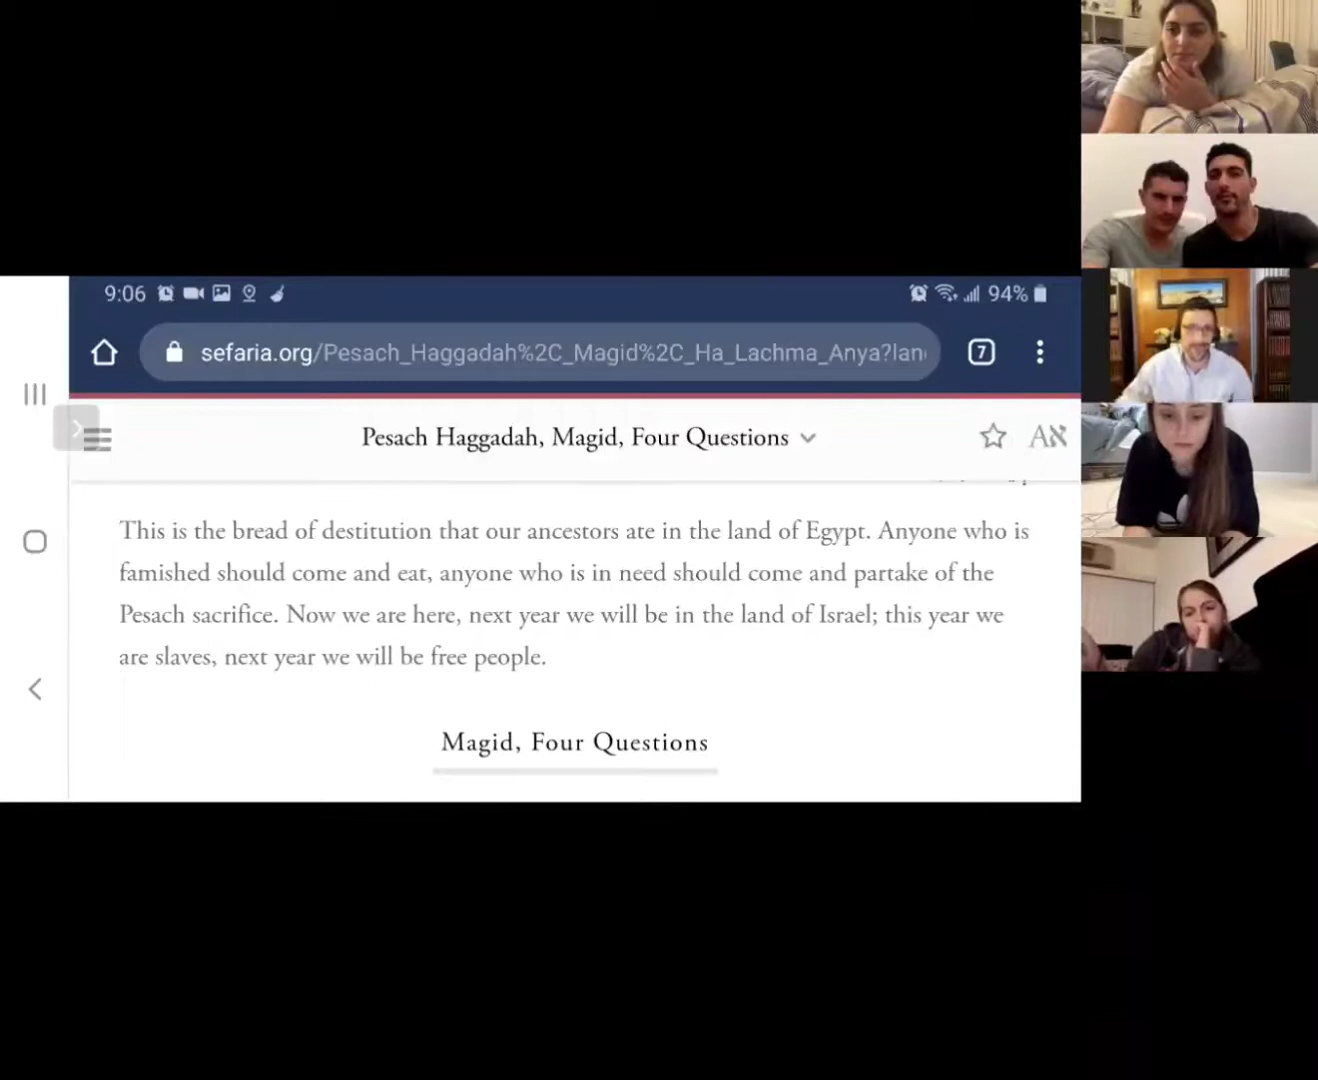 9:06
94%
sefaria.org/Pesach_Haggadah%2C_Magid%2C_Ha_Lachma_Anya?lan
7
Pesach Haggadah, Magid, Four Questions
Aא
This is the bread of destitution that our ancestors ate in the land of Egypt. Anyone who is
famished should come and eat, anyone who is in need should come and partake of the
Pesach sacrifice. Now we are here, next year we will be in the land of Israel; this year we
are slaves, next year we will be free people.
Magid, Four Questions